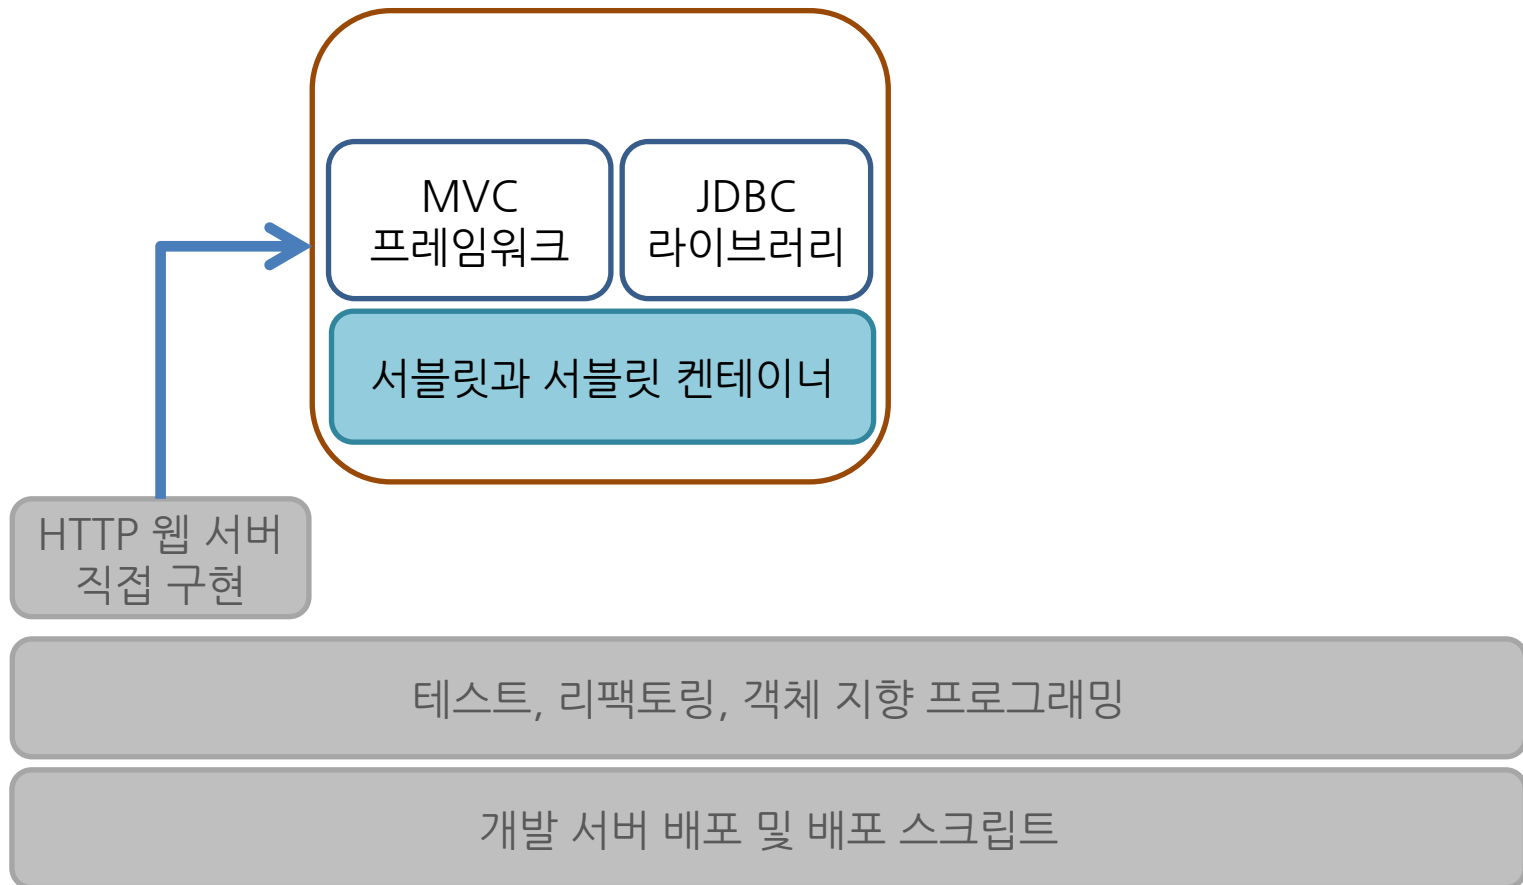 MVC
프레임워크
JDBC
라이브러리
서블릿과 서블릿 켄테이너
HTTP 웹 서버
직접 구현
테스트, 리팩토링, 객체 지향 프로그래밍
개발 서버 배포 및 배포 스크립트